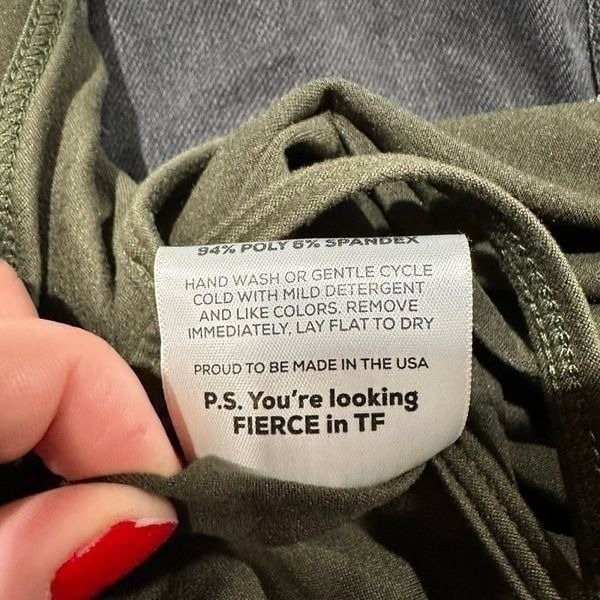 94% POLY 6% SPANDEX
HAND WASH OR GENTLE CYCLE
COLD WITH MILD DETERGENT
AND LIKE COLORS. REMOVE
IMMEDIATELY, LAY FLAT TO DRY
PROUD TO BE MADE IN THE USA
P.S. You're looking
FIERCE in TF